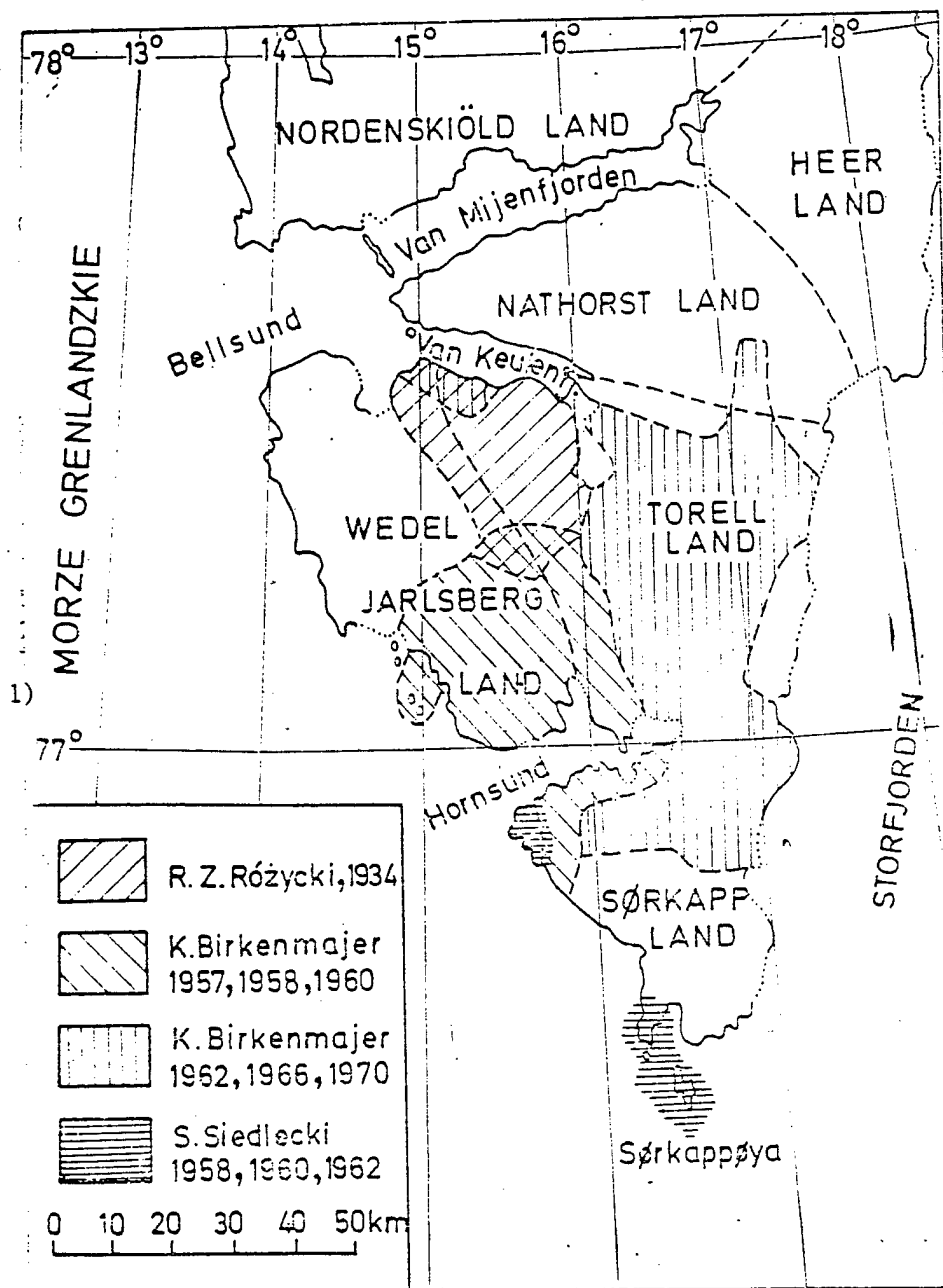 78° 13° 14° 15° 16° 17° 18°
NORDENSKIÖLD LAND
HEER
LAND
Van Mijenfjorden
NATHORST LAND
Bellsund
Van Keulenf.
MORZE GRENLANDZKIE
WEDEL
JARLSBERG
LAND
TORELL
LAND
1)
77°
Hornsund
STORFJORDEN
SØRKAPP
LAND
Sørkappøya
R. Z. Różycki, 1934
K. Birkenmajer
1957, 1958, 1960
K. Birkenmajer
1962, 1966, 1970
S. Siedlecki
1958, 1960, 1962
0 10 20 30 40 50km